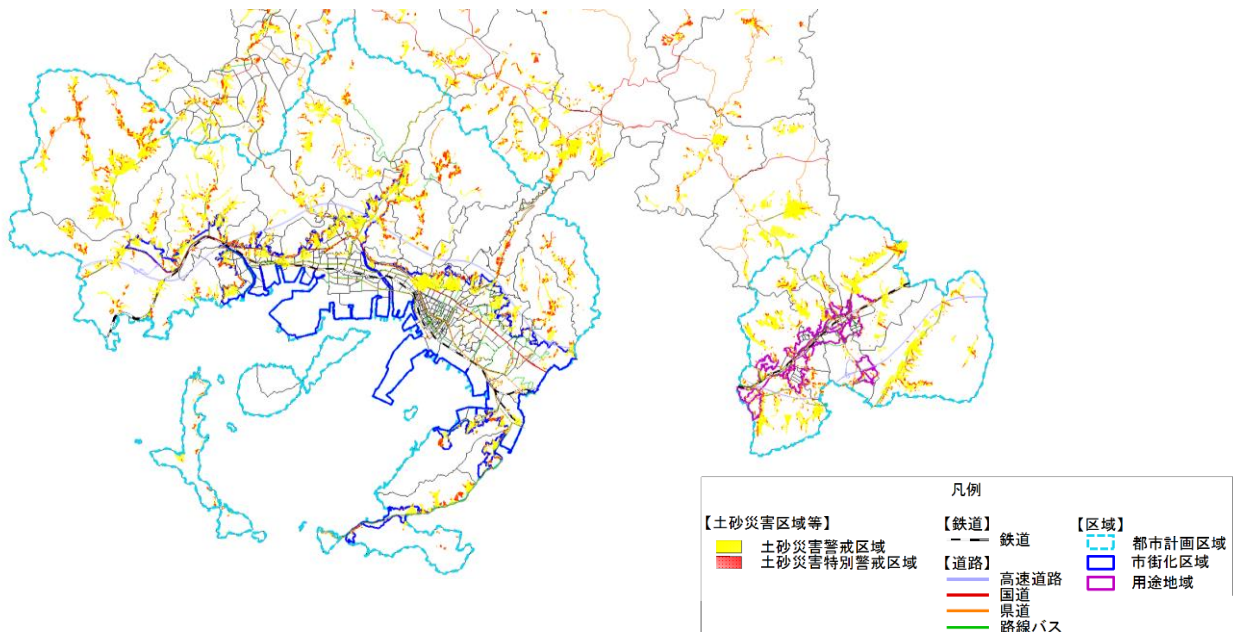 凡例
【土砂災害区域等】
土砂災害警戒区域
土砂災害特別警戒区域
【鉄道】
鉄道
【道路】
高速道路
国道
県道
路線バス
【区域】
都市計画区域
市街化区域
用途地域